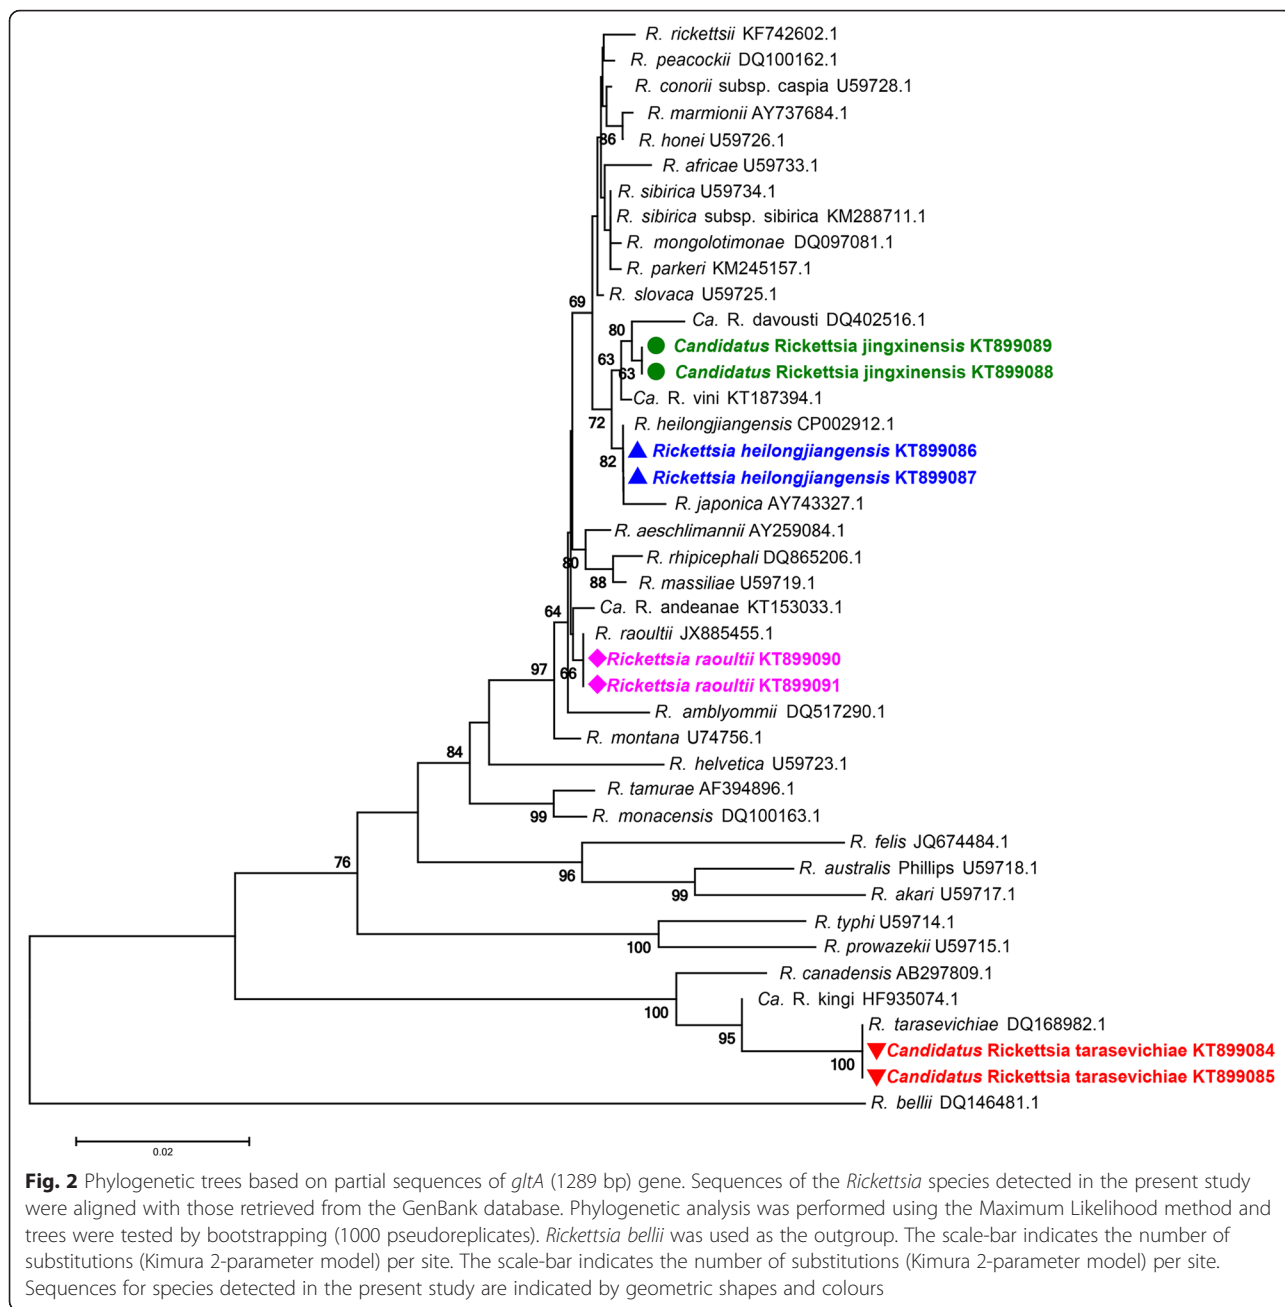 R. rickettsii KF742602.1
R. peacockii DQ100162.1
R. conorii subsp. caspia U59728.1
R. marmionii AY737684.1
86
R. honei U59726.1
R. africae U59733.1
R. sibirica U59734.1
R. sibirica subsp. sibirica KM288711.1
R. mongolotimonae DQ097081.1
R. parkeri KM245157.1
R. slovaca U59725.1
69
Ca. R. davousti DQ402516.1
80
Candidatus Rickettsia jingxinensis KT899089
63
63
Candidatus Rickettsia jingxinensis KT899088
Ca. R. vini KT187394.1
72
R. heilongjiangensis CP002912.1
Rickettsia heilongjiangensis KT899086
82
Rickettsia heilongjiangensis KT899087
R. japonica AY743327.1
R. aeschlimannii AY259084.1
80
R. rhipicephali DQ865206.1
88
R. massiliae U59719.1
64
Ca. R. andeanae KT153033.1
R. raoultii JX885455.1
Rickettsia raoultii KT899090
97
66
Rickettsia raoultii KT899091
R. amblyommii DQ517290.1
R. montana U74756.1
84
R. helvetica U59723.1
R. tamurae AF394896.1
99
R. monacensis DQ100163.1
R. felis JQ674484.1
76
96
R. australis Phillips U59718.1
99
R. akari U59717.1
R. typhi U59714.1
100
R. prowazekii U59715.1
R. canadensis AB297809.1
100
Ca. R. kingi HF935074.1
R. tarasevichiae DQ168982.1
95
Candidatus Rickettsia tarasevichiae KT899084
100
Candidatus Rickettsia tarasevichiae KT899085
R. bellii DQ146481.1
0.02
Fig. 2 Phylogenetic trees based on partial sequences of gltA (1289 bp) gene. Sequences of the Rickettsia species detected in the present study
were aligned with those retrieved from the GenBank database. Phylogenetic analysis was performed using the Maximum Likelihood method and
trees were tested by bootstrapping (1000 pseudoreplicates). Rickettsia bellii was used as the outgroup. The scale-bar indicates the number of
substitutions (Kimura 2-parameter model) per site. The scale-bar indicates the number of substitutions (Kimura 2-parameter model) per site.
Sequences for species detected in the present study are indicated by geometric shapes and colours